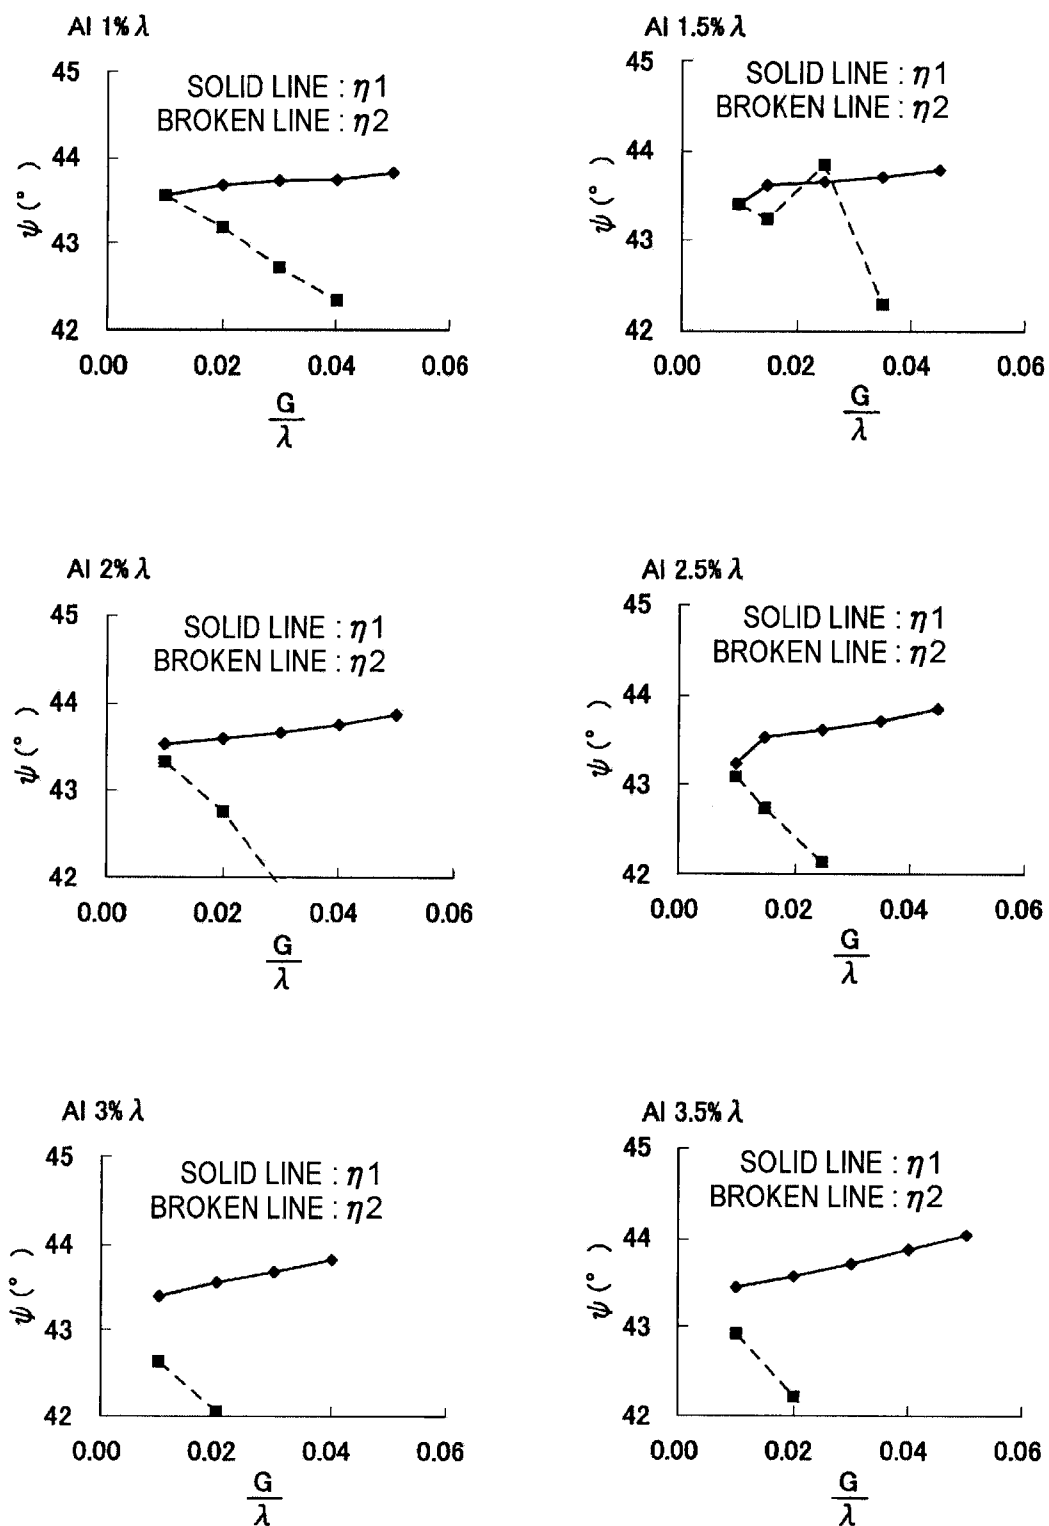 Al 1% λ
45
SOLID LINE : η1
BROKEN LINE : η2
44
ψ (°)
43
42
0.00 0.02 0.04 0.06
G
λ
Al 1.5% λ
45
SOLID LINE : η1
BROKEN LINE : η2
44
ψ (°)
43
42
0.00 0.02 0.04 0.06
G
λ
Al 2% λ
45
SOLID LINE : η1
BROKEN LINE : η2
44
ψ (°)
43
42
0.00 0.02 0.04 0.06
G
λ
Al 2.5% λ
45
SOLID LINE : η1
BROKEN LINE : η2
44
ψ (°)
43
42
0.00 0.02 0.04 0.06
G
λ
Al 3% λ
45
SOLID LINE : η1
BROKEN LINE : η2
44
ψ (°)
43
42
0.00 0.02 0.04 0.06
G
λ
Al 3.5% λ
45
SOLID LINE : η1
BROKEN LINE : η2
44
ψ (°)
43
42
0.00 0.02 0.04 0.06
G
λ